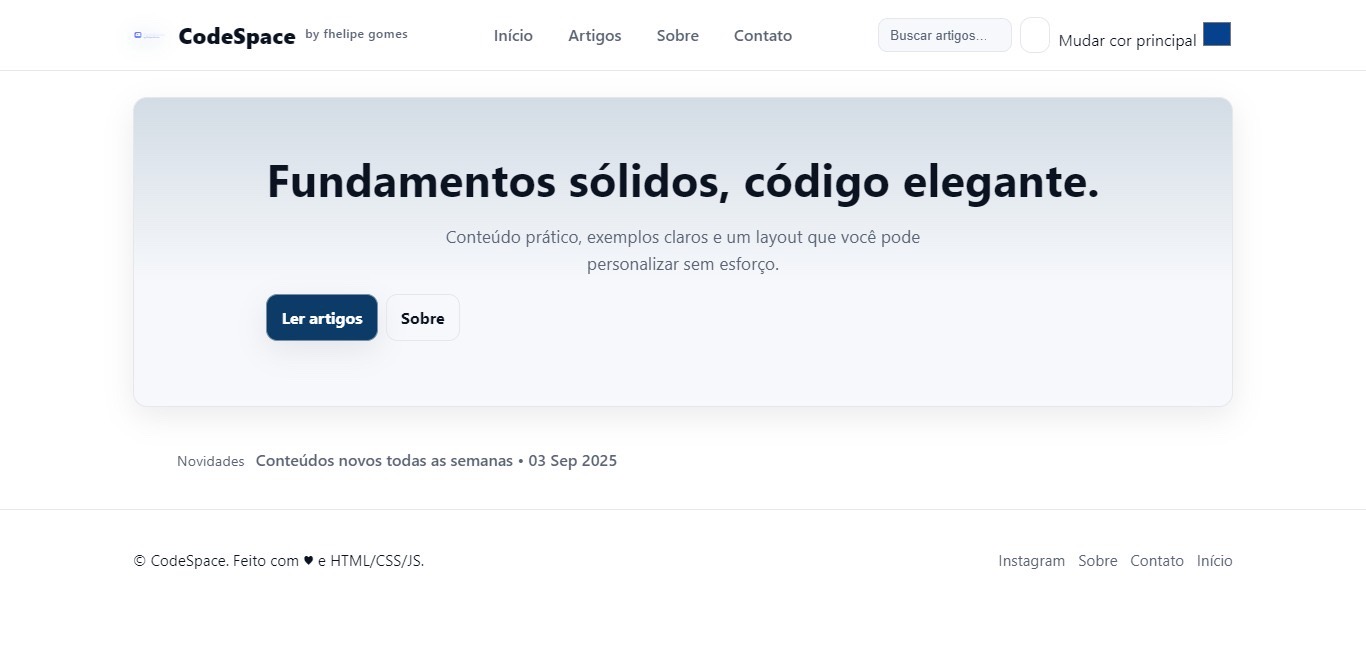 CodeSpace by fhelipe gomes Início Artigos Sobre Contato Buscar artigos... Mudar cor principal
Fundamentos sólidos, código elegante.
Conteúdo prático, exemplos claros e um layout que você pode
personalizar sem esforço.
Ler artigos Sobre
Novidades Conteúdos novos todas as semanas • 03 Sep 2025
© CodeSpace. Feito com ♥ e HTML/CSS/JS. Instagram Sobre Contato Início